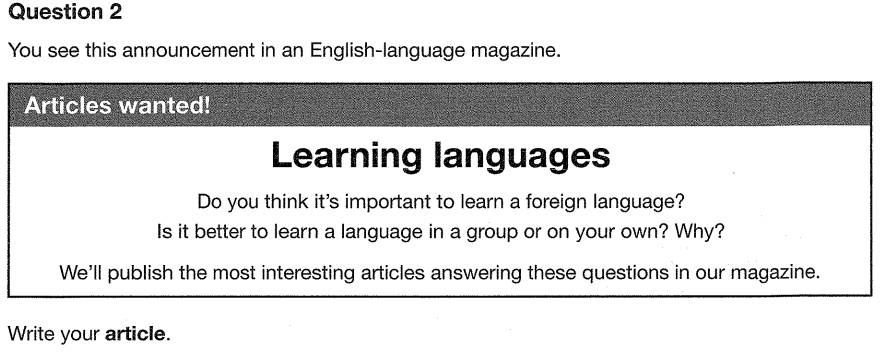 Question 2
You see this announcement in an English-language magazine.
Articles wanted!
Learning languages
Do you think it's important to learn a foreign language?
Is it better to learn a language in a group or on your own? Why?
We'll publish the most interesting articles answering these questions in our magazine.
Write your article.